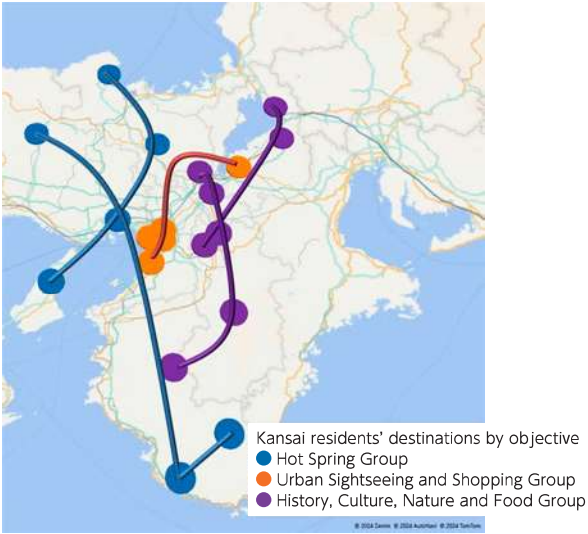 Kansai residents' destinations by objective
Hot Spring Group
Urban Sightseeing and Shopping Group
History, Culture, Nature and Food Group
© 2024 Zenrin © 2024 AutoNavi © 2024 TomTom